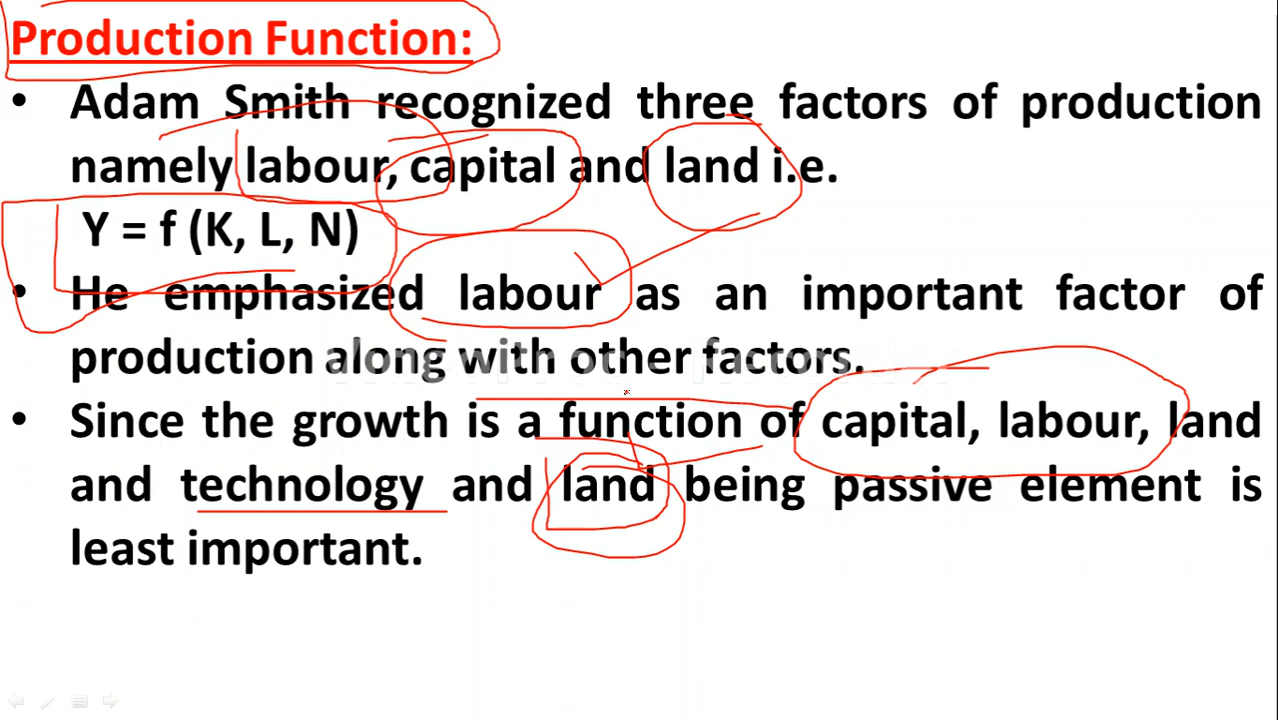 Production Function:
• Adam Smith recognized three factors of production
namely labour, capital and land i.e.
Y = f (K, L, N)
• He emphasized labour as an important factor of
production along with other factors.
• Since the growth is a function of capital, labour, land
and technology and land being passive element is
least important.